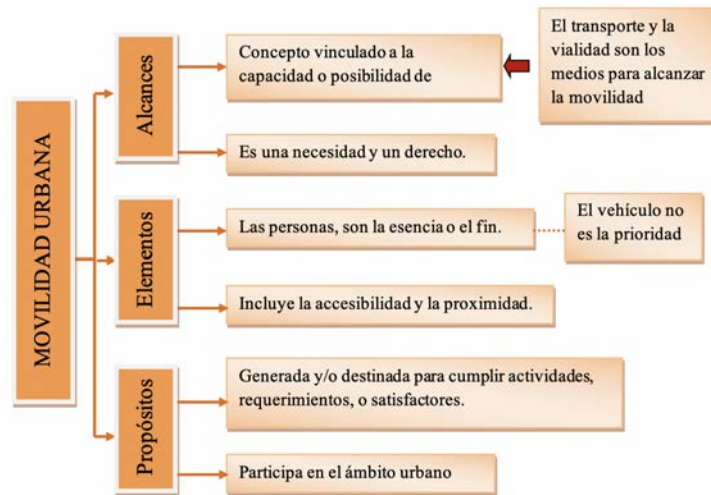 MOVILIDAD URBANA
Alcances
Concepto vinculado a la
capacidad o posibilidad de
El transporte y la
vialidad son los
medios para alcanzar
la movilidad
Es una necesidad y un derecho.
Elementos
Las personas, son la esencia o el fin.
El vehículo no
es la prioridad
Incluye la accesibilidad y la proximidad.
Propósitos
Generada y/o destinada para cumplir actividades,
requerimientos, o satisfactores.
Participa en el ámbito urbano